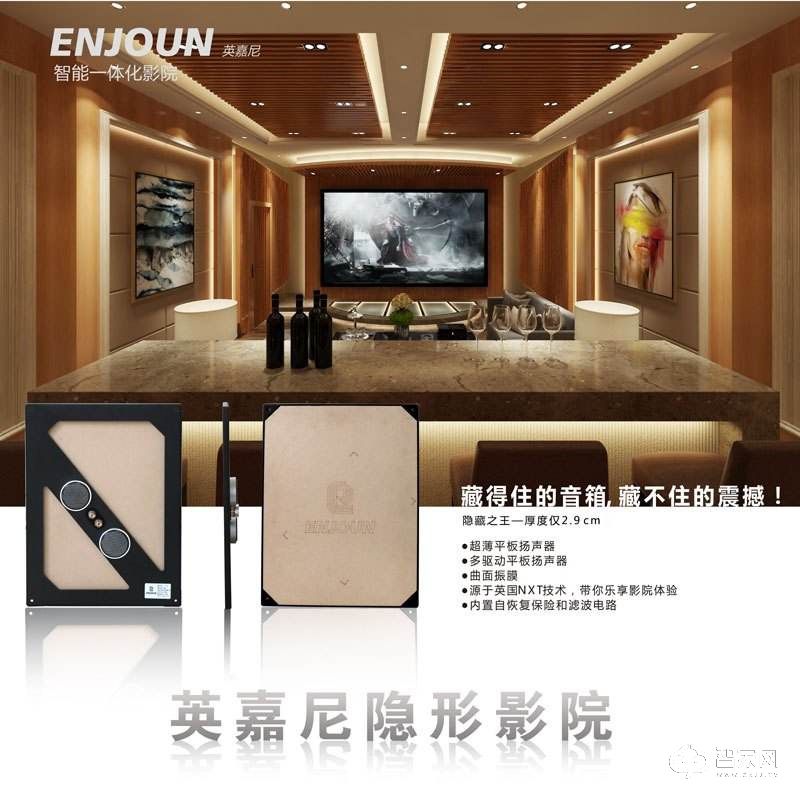 ENJOUN 英嘉尼
智能一体化影院
ENJOUN
藏得住的音箱,藏不住的震撼！
隐藏之王—厚度仅2.9cm
●超薄平板扬声器
●多驱动平板扬声器
●曲面振膜
●源于英国NXT技术，带你乐享影院体验
●内置自恢复保险和滤波电路
英嘉尼隐形影院
智家网